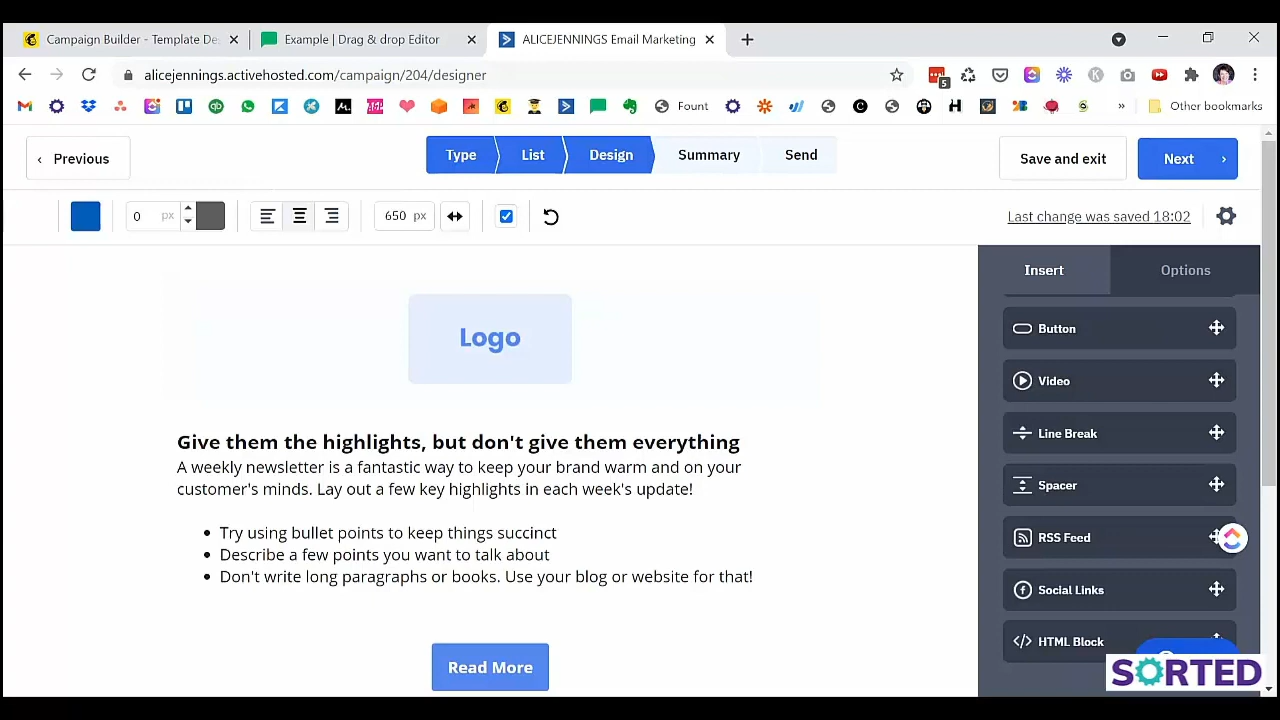 Campaign Builder - Template De
Example | Drag & drop Editor
ALICEJENNINGS Email Marketing
alicejennings.activehosted.com/campaign/204/designer
5
Fount
»
Other bookmarks
Previous
Type
List
Design
Summary
Send
Save and exit
Next
0 px
650 px
Last change was saved 18:02
Insert
Options
Logo
Button
Video
Line Break
Spacer
RSS Feed
Social Links
HTML Block
Give them the highlights, but don't give them everything
A weekly newsletter is a fantastic way to keep your brand warm and on your
customer's minds. Lay out a few key highlights in each week's update!
• Try using bullet points to keep things succinct
• Describe a few points you want to talk about
• Don't write long paragraphs or books. Use your blog or website for that!
Read More
SORTED